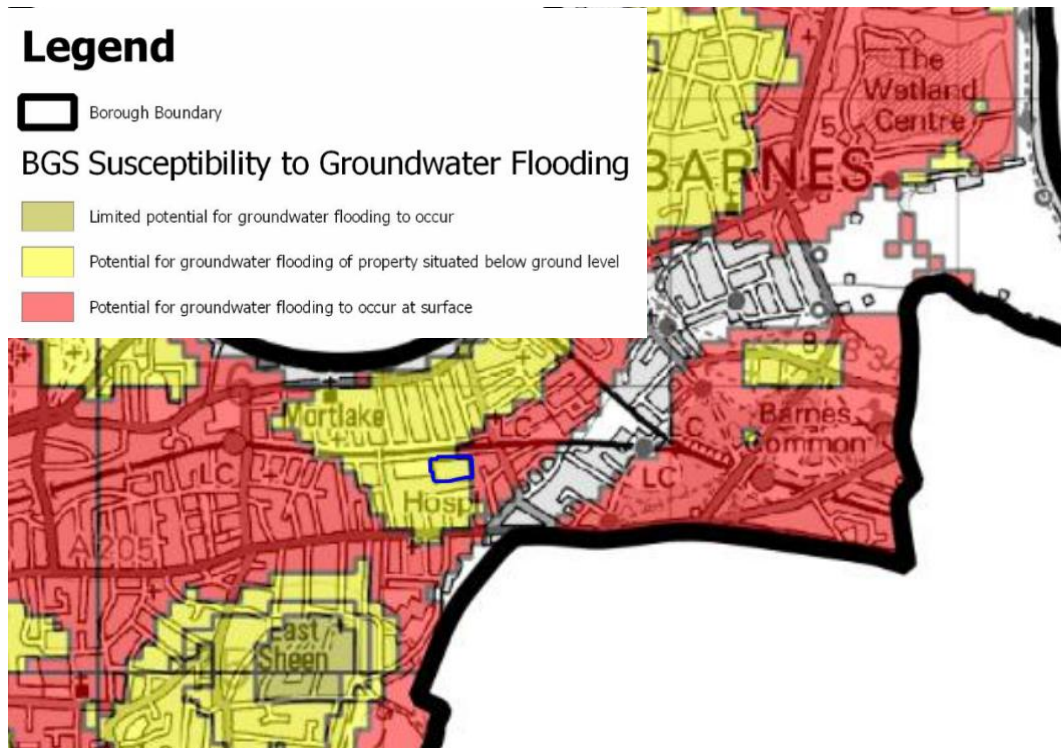 Legend
Borough Boundary
BGS Susceptibility to Groundwater Flooding
Limited potential for groundwater flooding to occur
Potential for groundwater flooding of property situated below ground level
Potential for groundwater flooding to occur at surface
The
Wetland
Centre
5
BARNES
Mortlake
LC
C
Barnes
Common
LC
LC
Hosp
A 205
East
Sheen